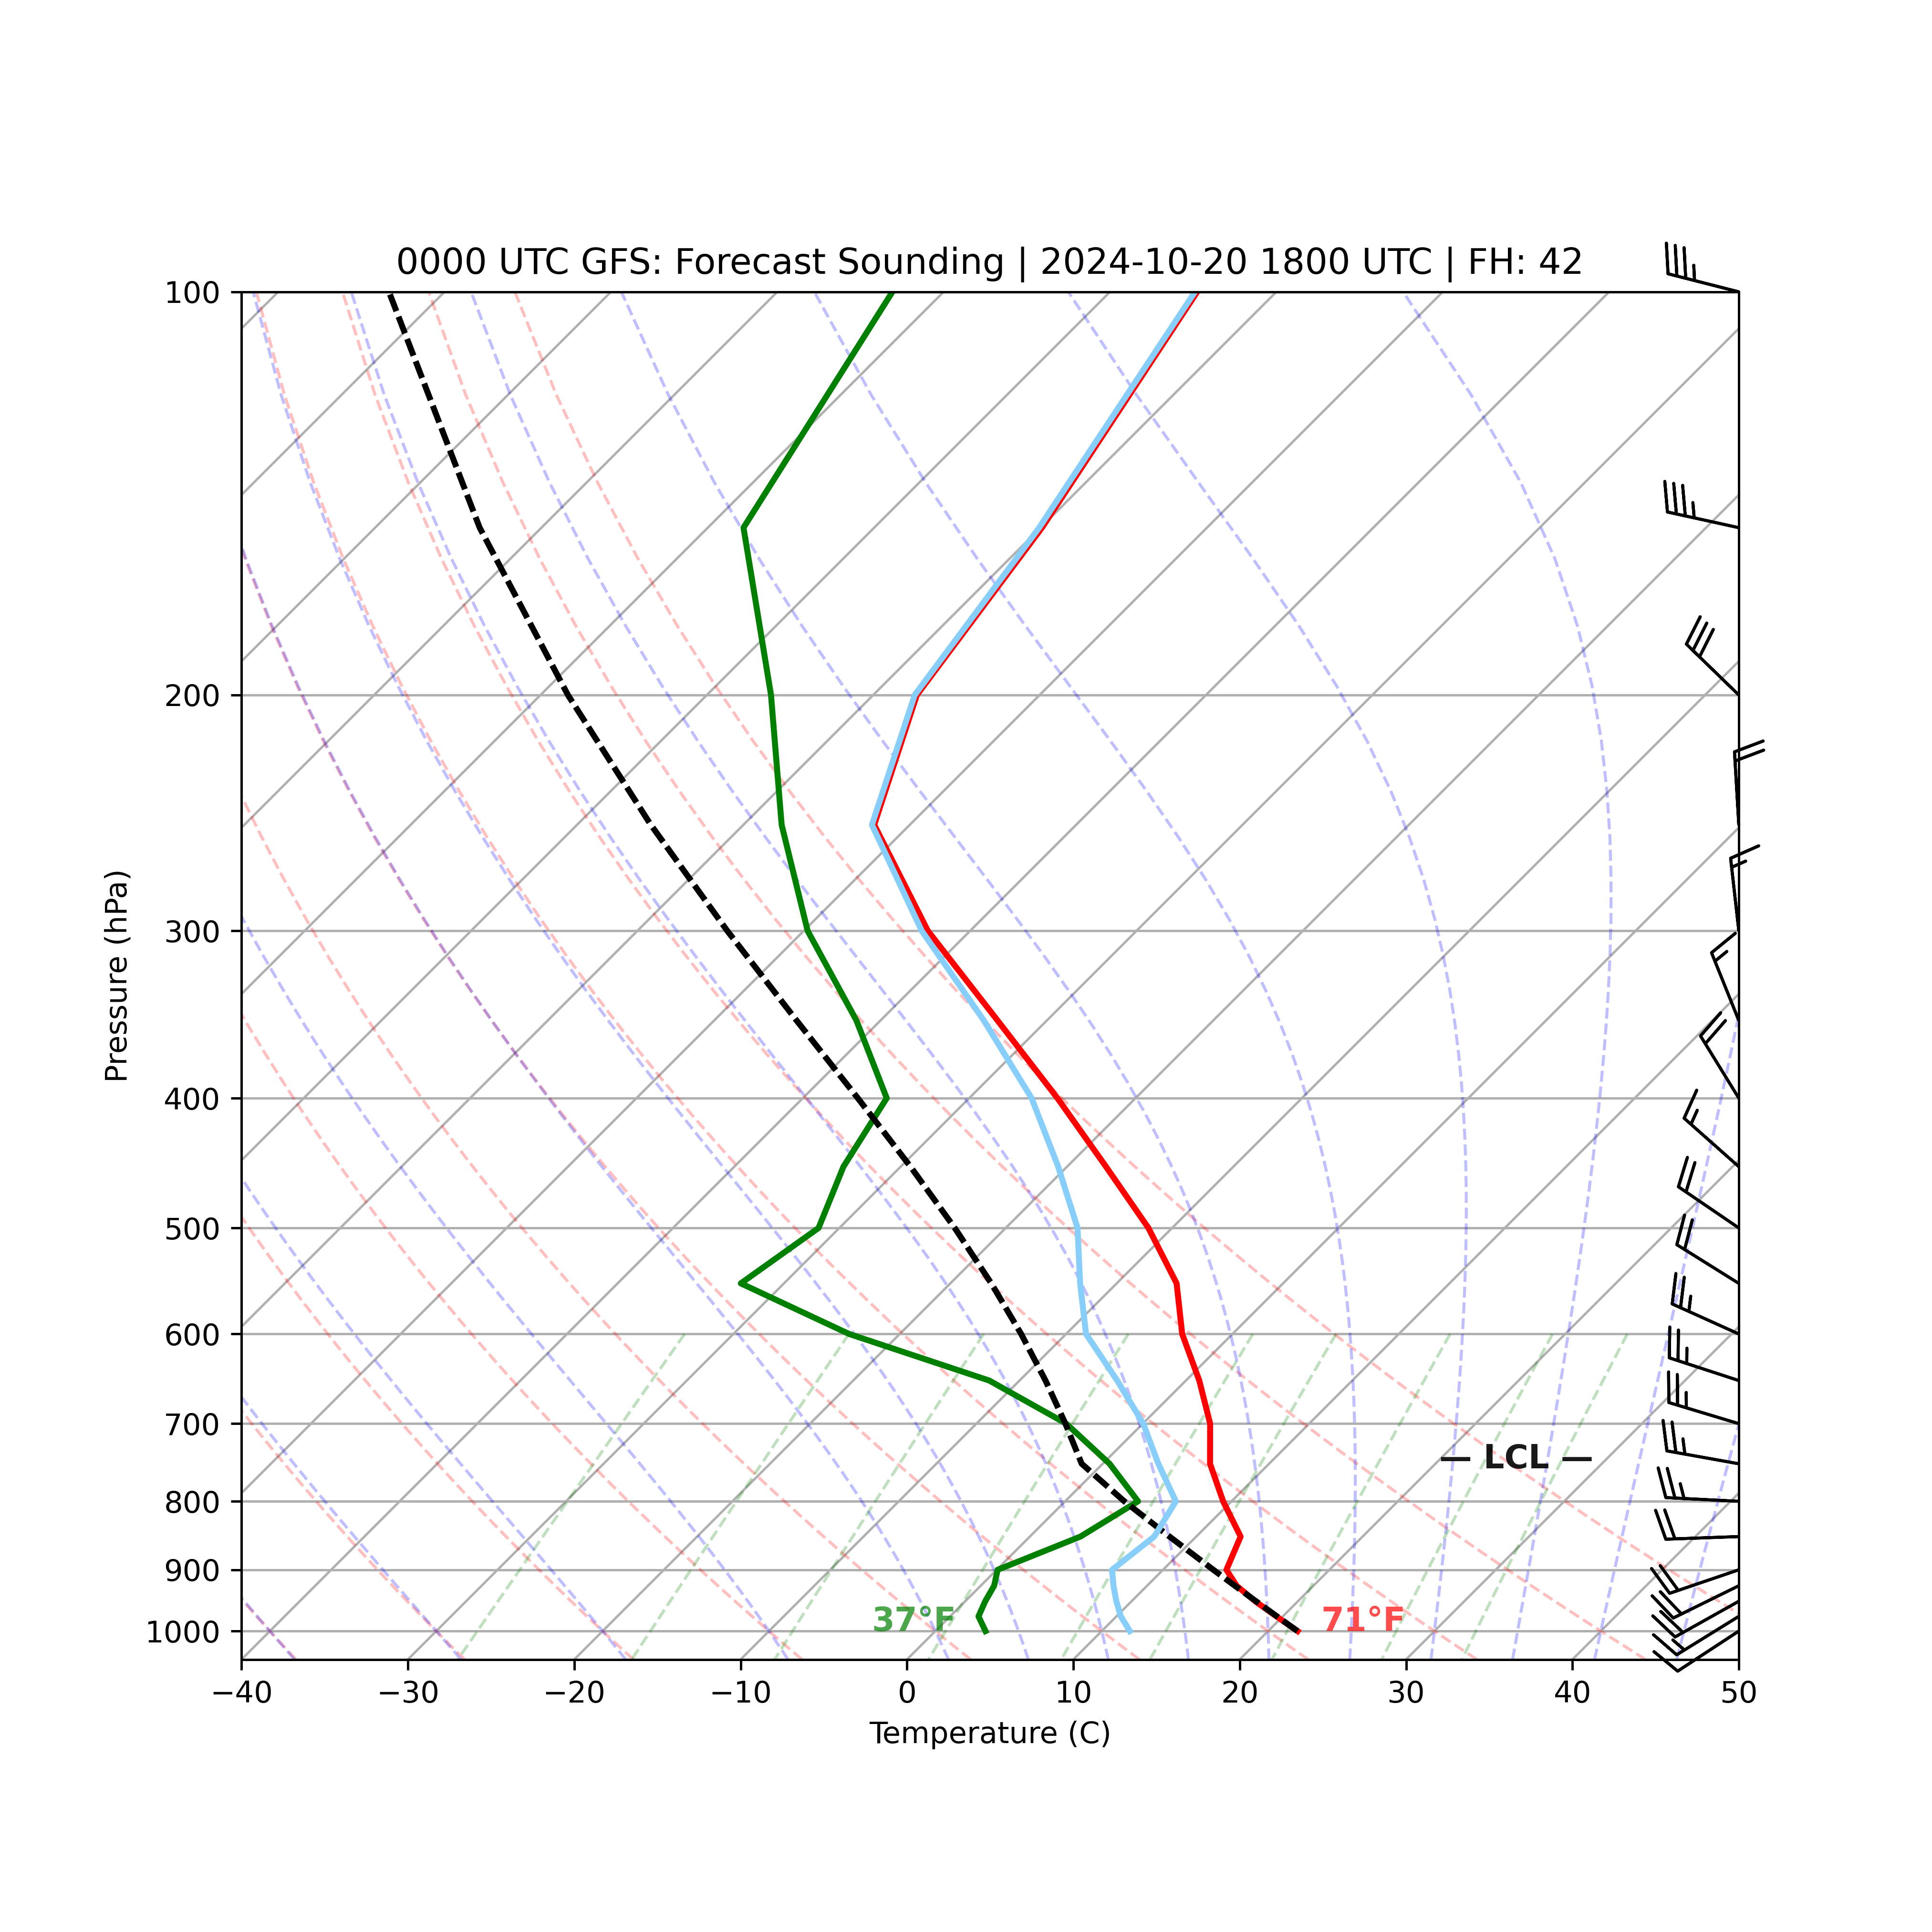 0000 UTC GFS: Forecast Sounding | 2024-10-20 1800 UTC | FH: 42
100
200
300
400
500
600
700
800
900
1000
Pressure (hPa)
— LCL —
37°F
71°F
−40 −30 −20 −10 0 10 20 30 40 50
Temperature (C)